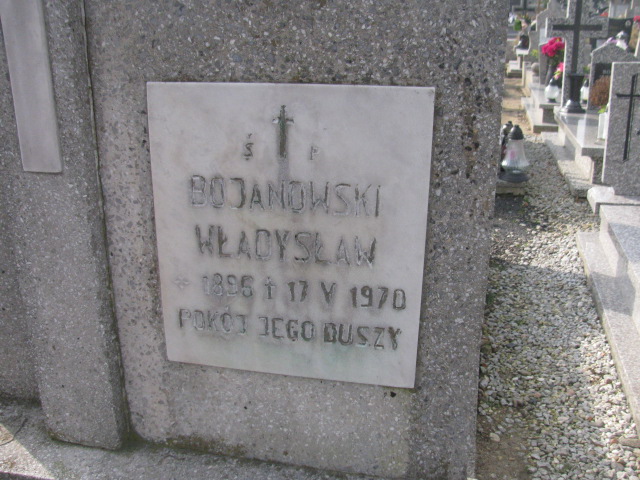 Ś P
BOJANOWSKI
WŁADYSŁAW
* 1896 † 17 V 1970
POKÓJ JEGO DUSZY